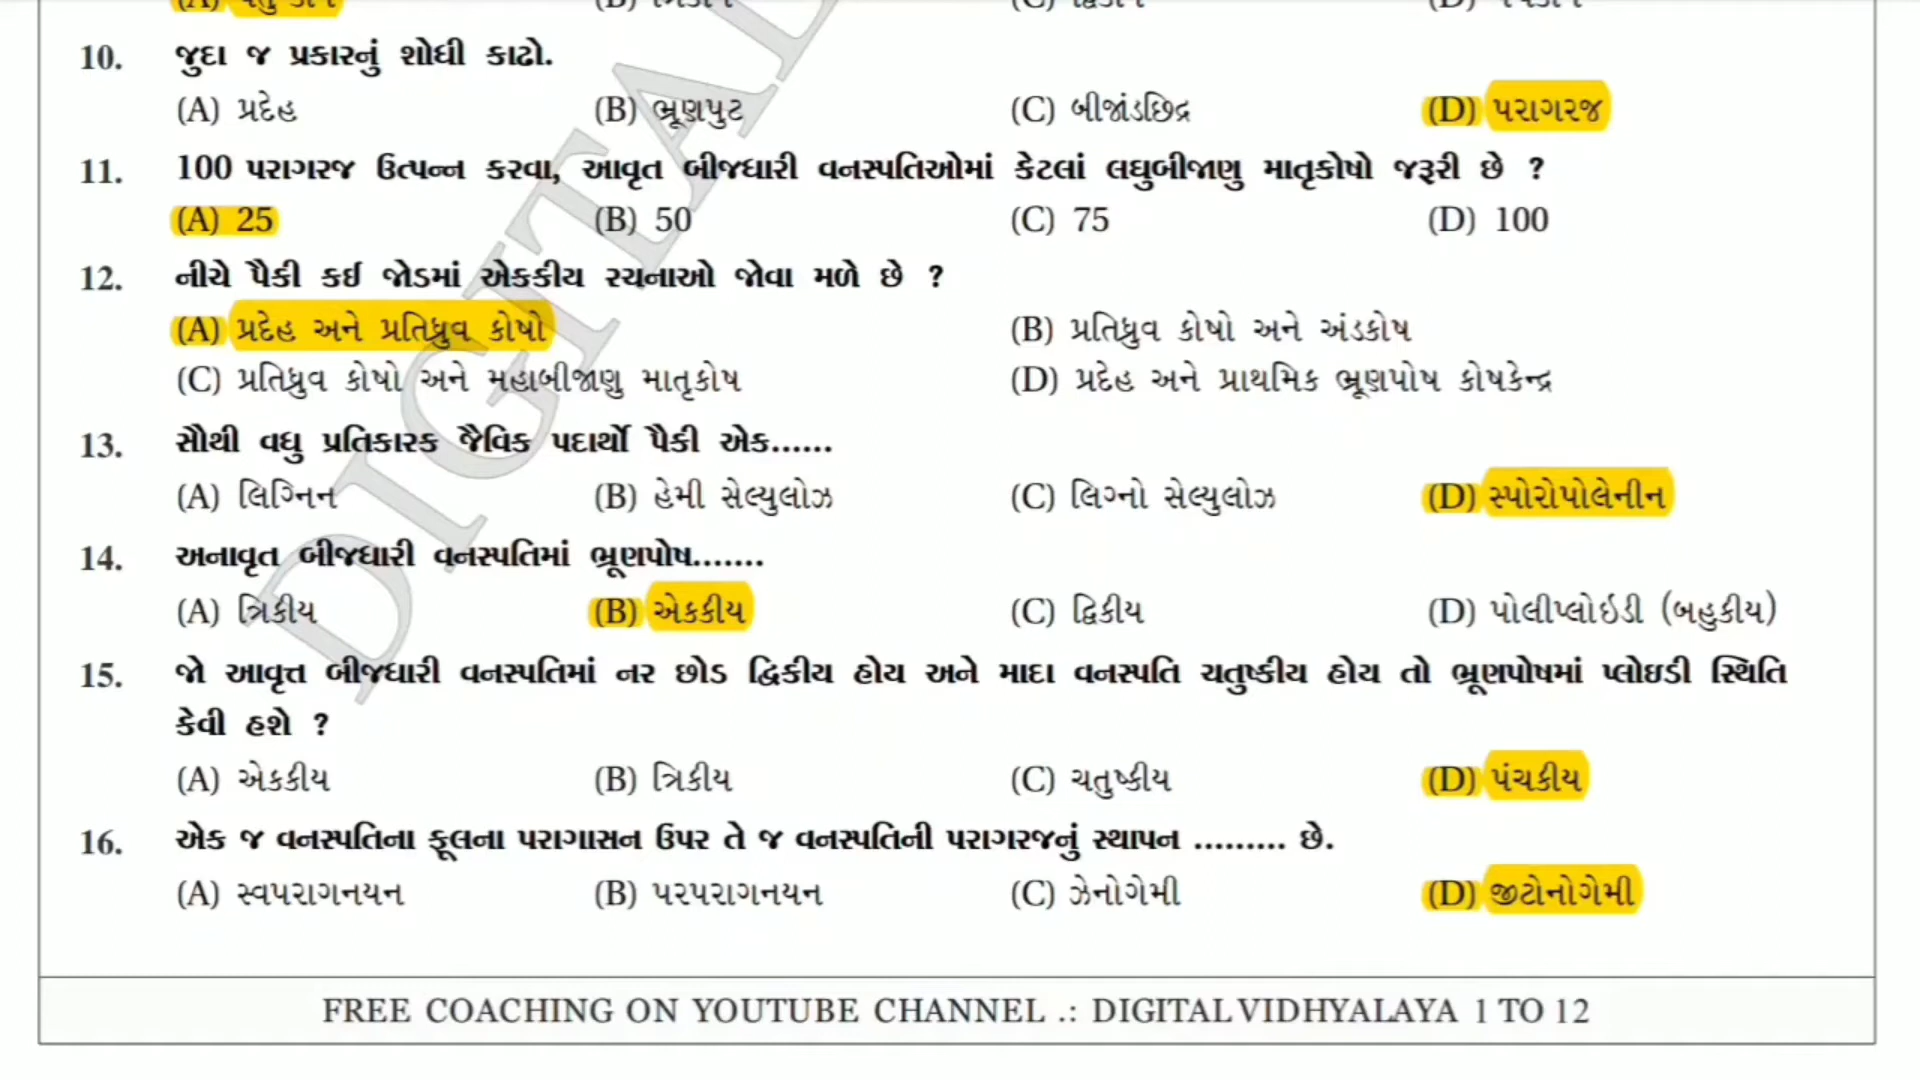 10. જુદા જ પ્રકારનું શોધી કાઢો.
(A) પ્રદેહ (B) ભ્રૂણપુટ (C) બીજાંડછિદ્ર (D) પરાગરજ
11. 100 પરાગરજ ઉત્પન્ન કરવા, આવૃત બીજધારી વનસ્પતિઓમાં કેટલાં લઘુબીજાણુ માતૃકોષો જરૂરી છે ?
(A) 25 (B) 50 (C) 75 (D) 100
12. નીચે પૈકી કઈ જોડમાં એકકીય રચનાઓ જોવા મળે છે ?
(A) પ્રદેહ અને પ્રતિધ્રુવ કોષો (B) પ્રતિધ્રુવ કોષો અને અંડકોષ
(C) પ્રતિધ્રુવ કોષો અને મહાબીજાણુ માતૃકોષ (D) પ્રદેહ અને પ્રાથમિક ભ્રૂણપોષ કોષકેન્દ્ર
13. સૌથી વધુ પ્રતિકારક જૈવિક પદાર્થો પૈકી એક......
(A) લિગ્નિન (B) હેમી સેલ્યુલોઝ (C) લિગ્નો સેલ્યુલોઝ (D) સ્પોરોપોલેનીન
14. અનાવૃત બીજધારી વનસ્પતિમાં ભ્રૂણપોષ.......
(A) ત્રિકીય (B) એકકીય (C) દ્વિકીય (D) પોલીપ્લોઇડી (બહુકીય)
15. જો આવૃત્ત બીજધારી વનસ્પતિમાં નર છોડ દ્વિકીય હોય અને માદા વનસ્પતિ ચતુષ્કીય હોય તો ભ્રૂણપોષમાં પ્લોઇડી સ્થિતિ
કેવી હશે ?
(A) એકકીય (B) ત્રિકીય (C) ચતુષ્કીય (D) પંચકીય
16. એક જ વનસ્પતિના ફૂલના પરાગાસન ઉપર તે જ વનસ્પતિની પરાગરજનું સ્થાપન ......... છે.
(A) સ્વપરાગનયન (B) પરપરાગનયન (C) ઝેનોગેમી (D) જીટોનોગેમી
DIGITAL
FREE COACHING ON YOUTUBE CHANNEL .: DIGITAL VIDHYALAYA 1 TO 12